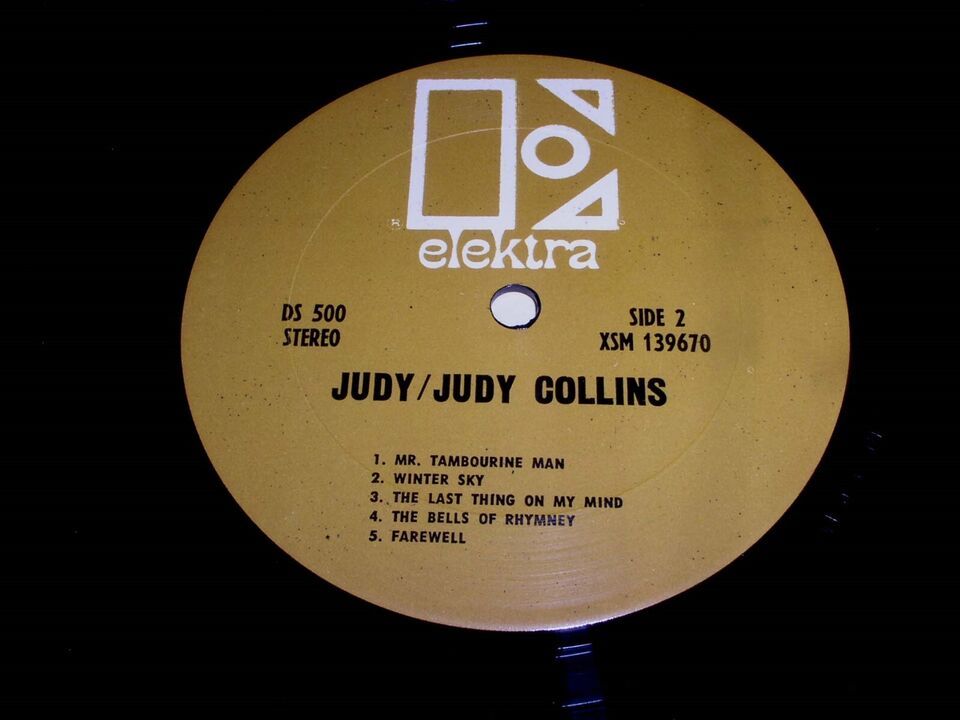 elektra
DS 500
STEREO
SIDE 2
XSM 139670
JUDY/JUDY COLLINS
1. MR. TAMBOURINE MAN
2. WINTER SKY
3. THE LAST THING ON MY MIND
4. THE BELLS OF RHYMNEY
5. FAREWELL